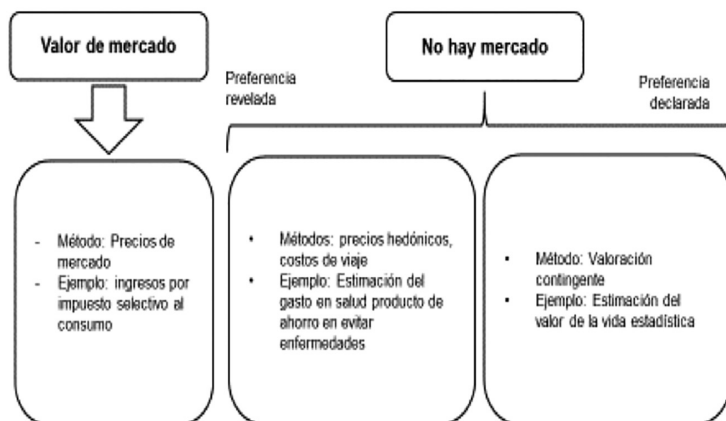 Valor de mercado
No hay mercado
Preferencia
revelada
Preferencia
declarada
- Método: Precios de
mercado
- Ejemplo: ingresos por
impuesto selectivo al
consumo
• Métodos: precios hedónicos,
costos de viaje
• Ejemplo: Estimación del
gasto en salud producto de
ahorro en evitar
enfermedades
• Método: Valoración
contingente
• Ejemplo: Estimación del
valor de la vida estadística